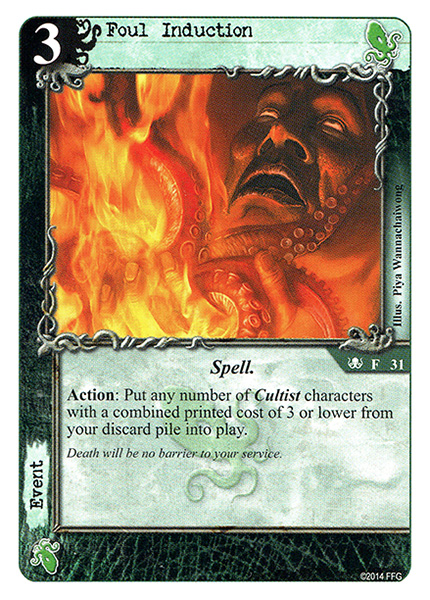 3
Foul Induction
Illus. Piya Wannachaiwong
F 31
Spell.
Action: Put any number of Cultist characters
with a combined printed cost of 3 or lower from
your discard pile into play.
Death will be no barrier to your service.
Event
©2014 FFG